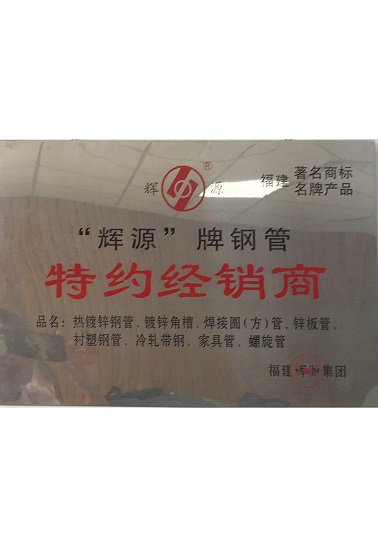 辉 ® 源 福建 著名商标
名牌产品
“辉源”牌钢管
特约经销商
品名：热镀锌钢管、镀锌角槽、焊接圆(方)管、锌板管、
衬塑钢管、冷轧带钢、家具管、螺旋管
福建 集团